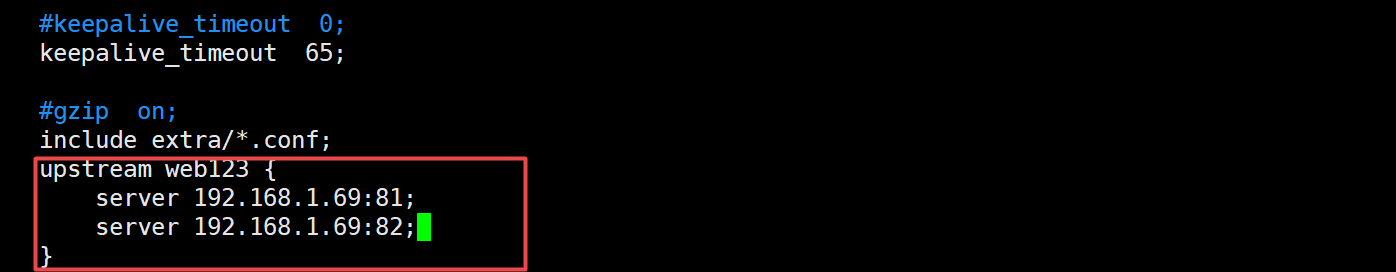 #keepalive_timeout  0;
keepalive_timeout  65;
#gzip  on;
include extra/*.conf;
upstream web123 {
    server 192.168.1.69:81;
    server 192.168.1.69:82;
}